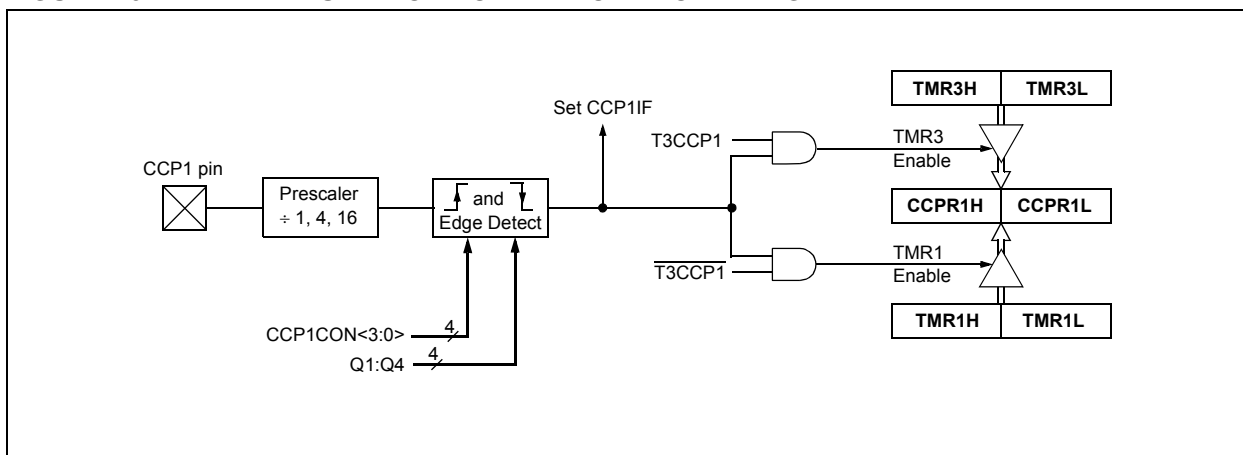 TMR3H TMR3L
Set CCP1IF
T3CCP1
TMR3
Enable
CCP1 pin
Prescaler
÷ 1, 4, 16
and
Edge Detect
CCPR1H CCPR1L
T3CCP1
TMR1
Enable
TMR1H TMR1L
CCP1CON<3:0> 4
Q1:Q4 4